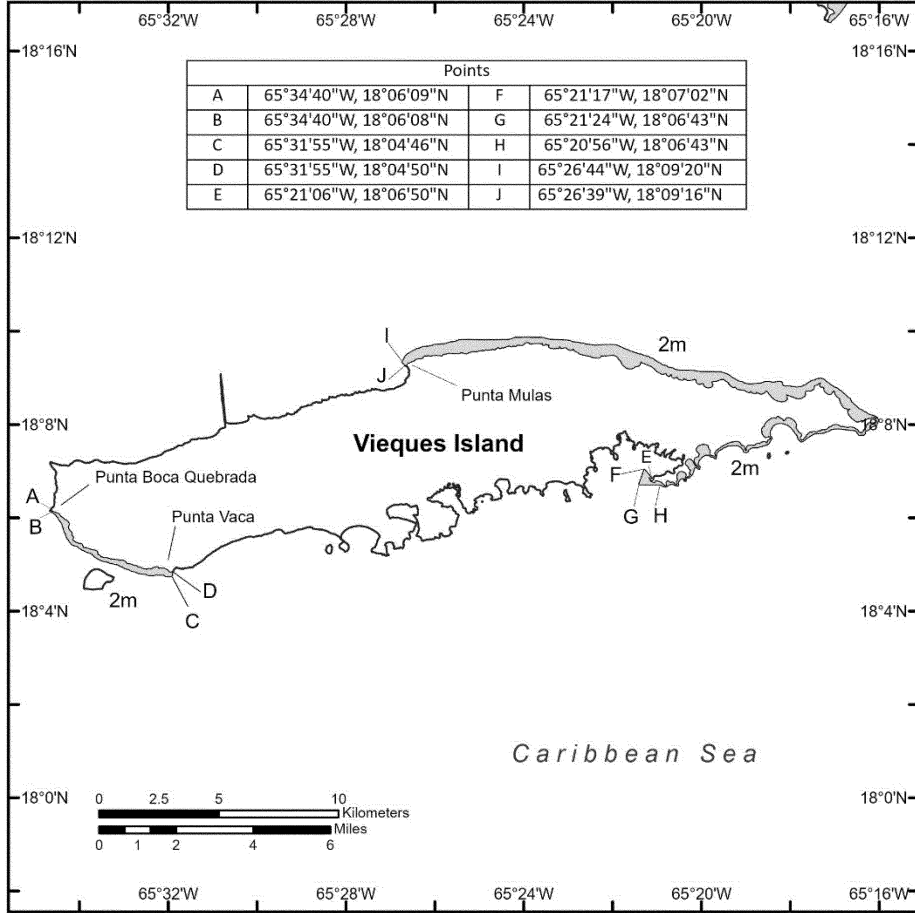 65°32'W 65°28'W 65°24'W 65°20'W 65°16'W
18°16'N 18°16'N
Points
A 65°34'40"W, 18°06'09"N F 65°21'17"W, 18°07'02"N
B 65°34'40"W, 18°06'08"N G 65°21'24"W, 18°06'43"N
C 65°31'55"W, 18°04'46"N H 65°20'56"W, 18°06'43"N
D 65°31'55"W, 18°04'50"N I 65°26'44"W, 18°09'20"N
E 65°21'06"W, 18°06'50"N J 65°26'39"W, 18°09'16"N
18°12'N 18°12'N
I
2m
J
Punta Mulas
18°8'N 18°8'N
Vieques Island
E
2m
F
Punta Boca Quebrada
A
G H
Punta Vaca
B
D
2m
C
18°4'N 18°4'N
Caribbean Sea
18°0'N 18°0'N
0 2.5 5 10
Kilometers
Miles
0 1 2 4 6
65°32'W 65°28'W 65°24'W 65°20'W 65°16'W